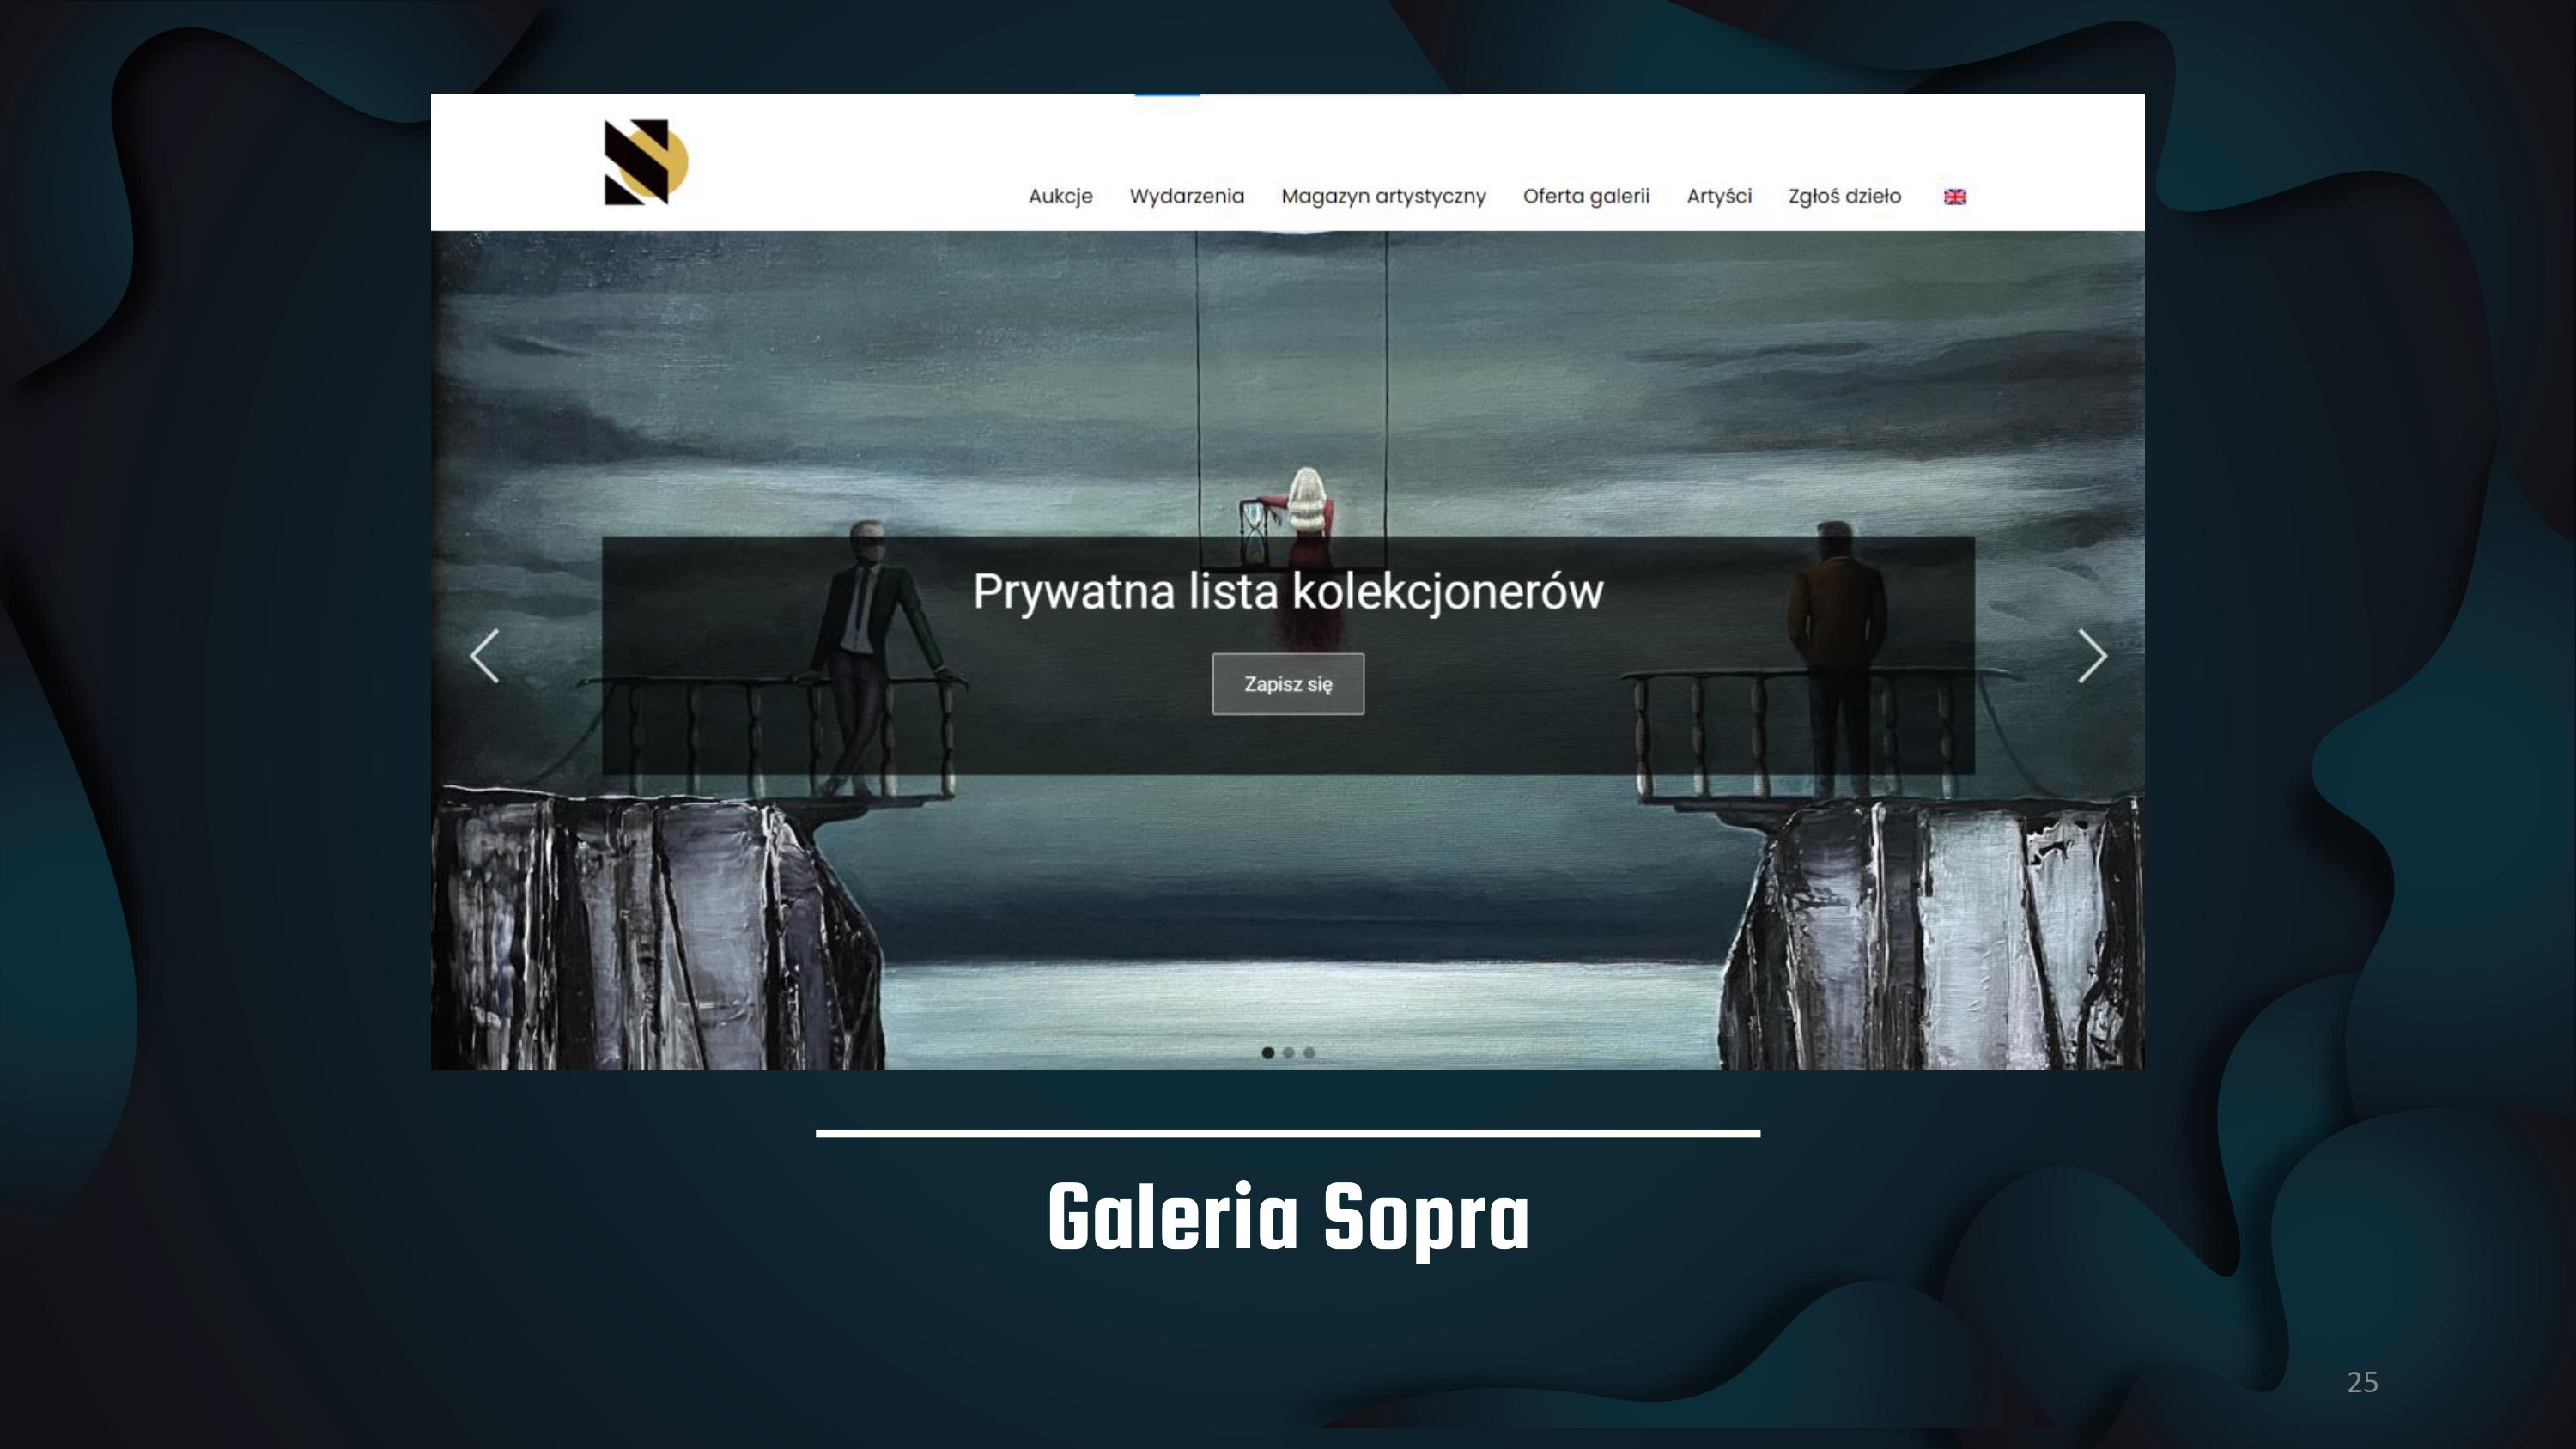 Aukcje Wydarzenia Magazyn artystyczny Oferta galerii Artyści Zgłoś dzieło
Prywatna lista kolekcjonerów
Zapisz się
Galeria Sopra
25